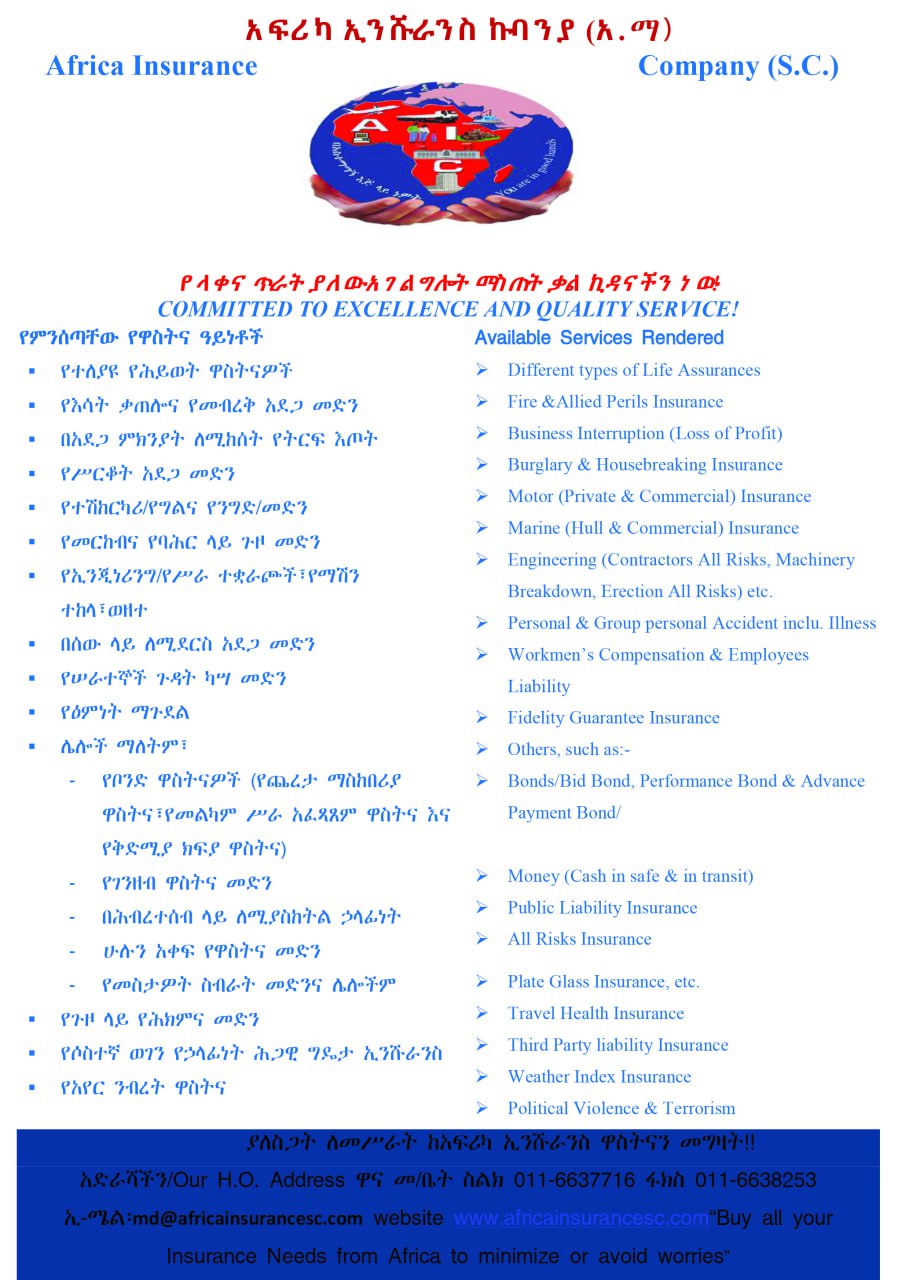 አፍሪካ ኢንሹራንስ ኩባንያ (አ.ማ)
Africa Insurance Company (S.C.)
A I C
በአስተማማኝ እጅ ላይ ነዎት
You are in good hands
የላቀና ጥራት ያለው አገልግሎት ማስጠት ቃል ኪዳናችን ነው!
COMMITTED TO EXCELLENCE AND QUALITY SERVICE!
የምንሰጣቸው የዋስትና ዓይነቶች
▪ የተለያዩ የሕይወት ዋስትናዎች
▪ የእሳት ቃጠሎና የመብረቅ አደጋ መድን
▪ በአደጋ ምክንያት ለሚከሰት የትርፍ እጦት
▪ የሥርቆት አደጋ መድን
▪ የተሽከርካሪ/የግልና የንግድ/መድን
▪ የመርከብና የባሕር ላይ ጉዞ መድን
▪ የኢንጂነሪንግ/የሥራ ተቋራጮች፣የማሽን
ተከላ፣ወዘተ
▪ በሰው ላይ ለሚደርስ አደጋ መድን
▪ የሠራተኞች ጉዳት ካሣ መድን
▪ የዕምነት ማጉደል
▪ ሌሎች ማለትም፣
- የቦንድ ዋስትናዎች (የጨረታ ማስከበሪያ
ዋስትና፣የመልካም ሥራ አፈጻጸም ዋስትና እና
የቅድሚያ ክፍያ ዋስትና)
- የገንዘብ ዋስትና መድን
- በሕብረተሰብ ላይ ለሚያስከትል ኃላፊነት
- ሁሉን አቀፍ የዋስትና መድን
- የመስታዎት ስብራት መድንና ሌሎችም
▪ የጉዞ ላይ የሕክምና መድን
▪ የሶስተኛ ወገን የኃላፊነት ሕጋዊ ግዴታ ኢንሹራንስ
▪ የአየር ንብረት ዋስትና
Available Services Rendered
➢ Different types of Life Assurances
➢ Fire &Allied Perils Insurance
➢ Business Interruption (Loss of Profit)
➢ Burglary & Housebreaking Insurance
➢ Motor (Private & Commercial) Insurance
➢ Marine (Hull & Commercial) Insurance
➢ Engineering (Contractors All Risks, Machinery
Breakdown, Erection All Risks) etc.
➢ Personal & Group personal Accident inclu. Illness
➢ Workmen’s Compensation & Employees
Liability
➢ Fidelity Guarantee Insurance
➢ Others, such as:-
➢ Bonds/Bid Bond, Performance Bond & Advance
Payment Bond/
➢ Money (Cash in safe & in transit)
➢ Public Liability Insurance
➢ All Risks Insurance
➢ Plate Glass Insurance, etc.
➢ Travel Health Insurance
➢ Third Party liability Insurance
➢ Weather Index Insurance
➢ Political Violence & Terrorism
ያለስጋት ለመሥራት ከአፍሪካ ኢንሹራንስ ዋስትናን መግዛት!!
አድራሻችን/Our H.O. Address ዋና መ/ቤት ስልክ 011-6637716 ፋክስ 011-6638253
ኢ-ሜል፡md@africainsurancesc.com website www.africainsurancesc.com“Buy all your
Insurance Needs from Africa to minimize or avoid worries”